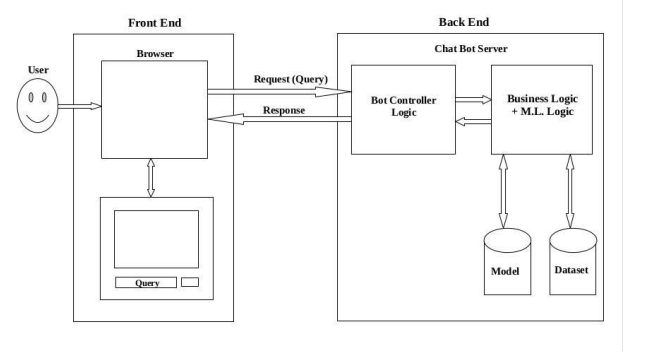 Front End
Back End
Browser
Chat Bot Server
User
Request (Query)
Response
Bot Controller
Logic
Business Logic
+ M.L. Logic
Query
Model
Dataset